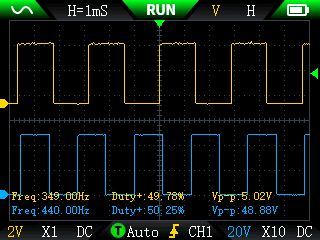 H=1mS RUN V H
Freq:349.00Hz Duty+:49.78% Vp-p:5.02V
Freq:440.00Hz Duty+:50.25% Vp-p:48.88V
2V X1 DC T Auto CH1 20V X10 DC